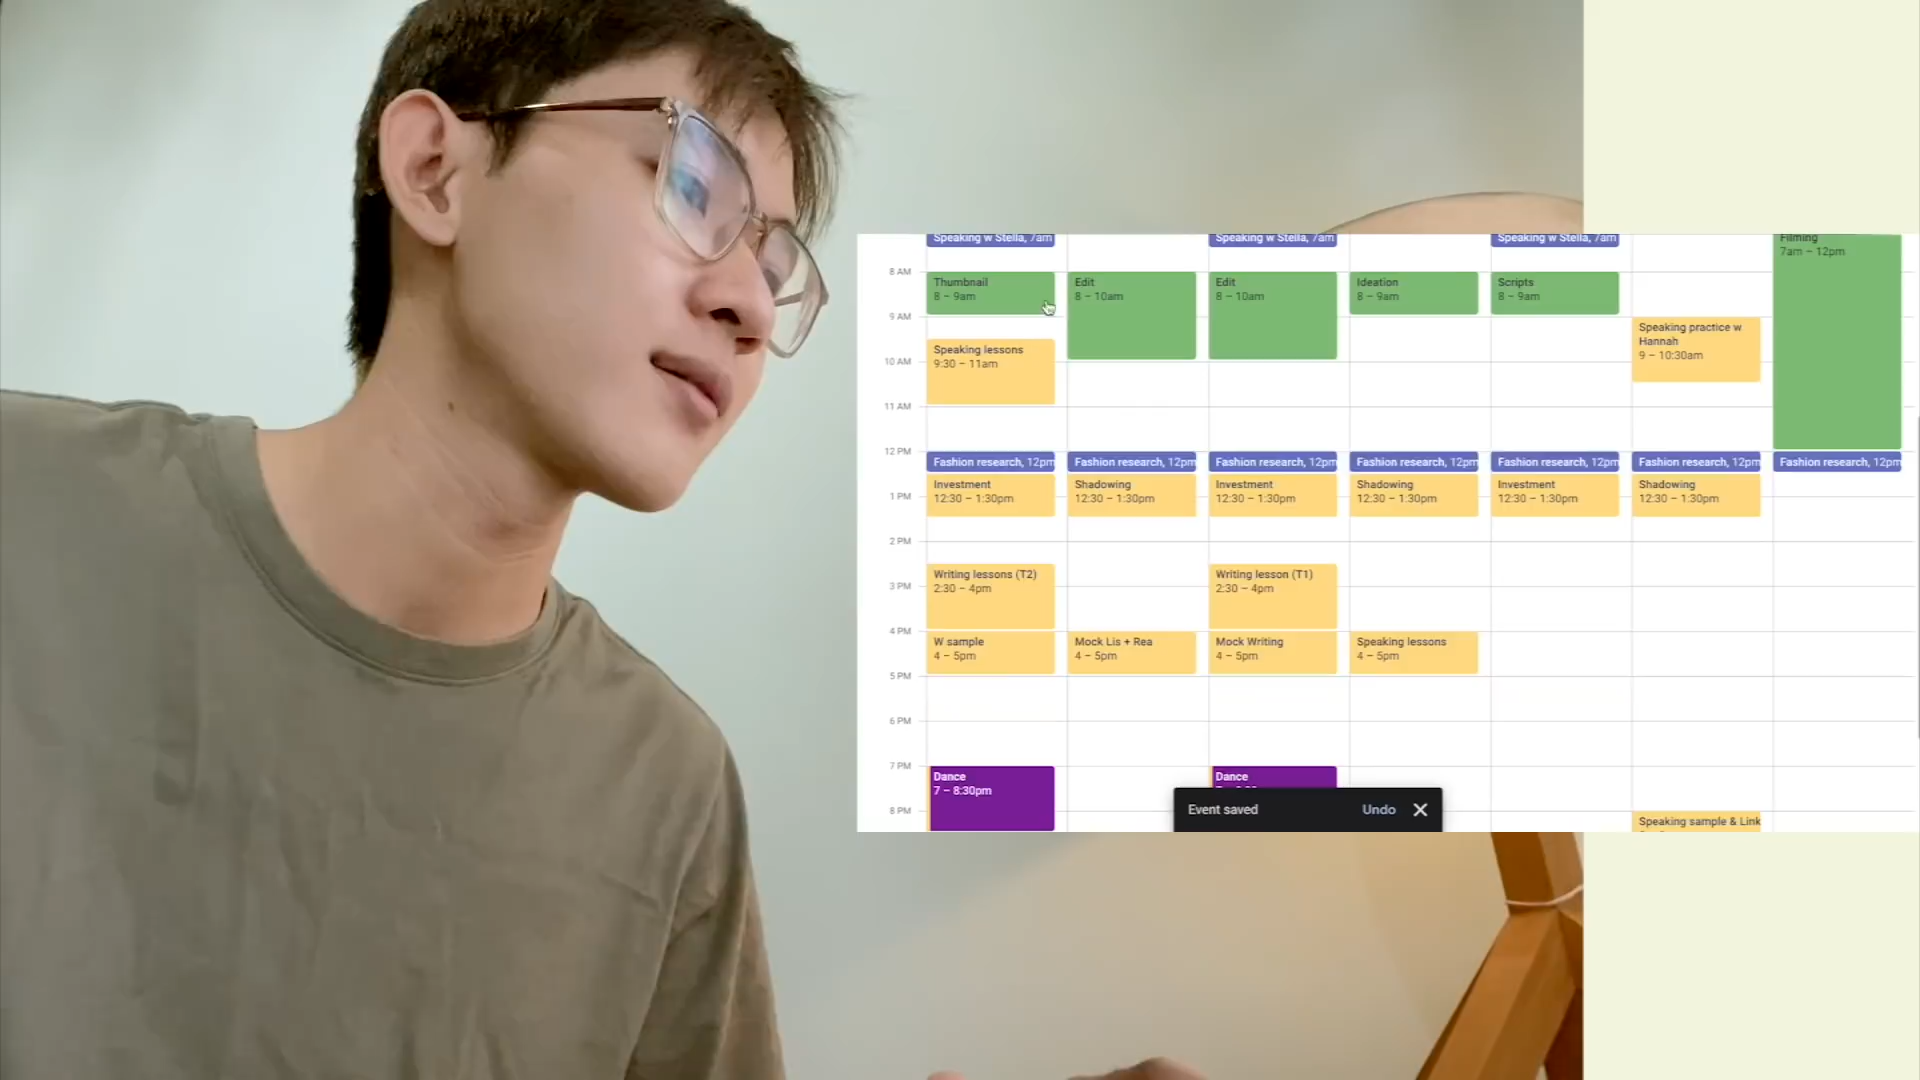 Speaking w Stella, 7am
Speaking w Stella, 7am
Speaking w Stella, 7am
Filming
7am – 12pm
8 AM
Thumbnail
8 – 9am
Edit
8 – 10am
Edit
8 – 10am
Ideation
8 – 9am
Scripts
8 – 9am
9 AM
Speaking practice w
Hannah
9 – 10:30am
Speaking lessons
9:30 – 11am
10 AM
11 AM
12 PM
Fashion research, 12pm
Fashion research, 12pm
Fashion research, 12pm
Fashion research, 12pm
Fashion research, 12pm
Fashion research, 12pm
Fashion research, 12pm
Investment
12:30 – 1:30pm
Shadowing
12:30 – 1:30pm
Investment
12:30 – 1:30pm
Shadowing
12:30 – 1:30pm
Investment
12:30 – 1:30pm
Shadowing
12:30 – 1:30pm
1 PM
2 PM
Writing lessons (T2)
2:30 – 4pm
Writing lesson (T1)
2:30 – 4pm
3 PM
4 PM
W sample
4 – 5pm
Mock Lis + Rea
4 – 5pm
Mock Writing
4 – 5pm
Speaking lessons
4 – 5pm
5 PM
6 PM
7 PM
Dance
7 – 8:30pm
Dance
8 PM
Event saved
Undo
Speaking sample & Link